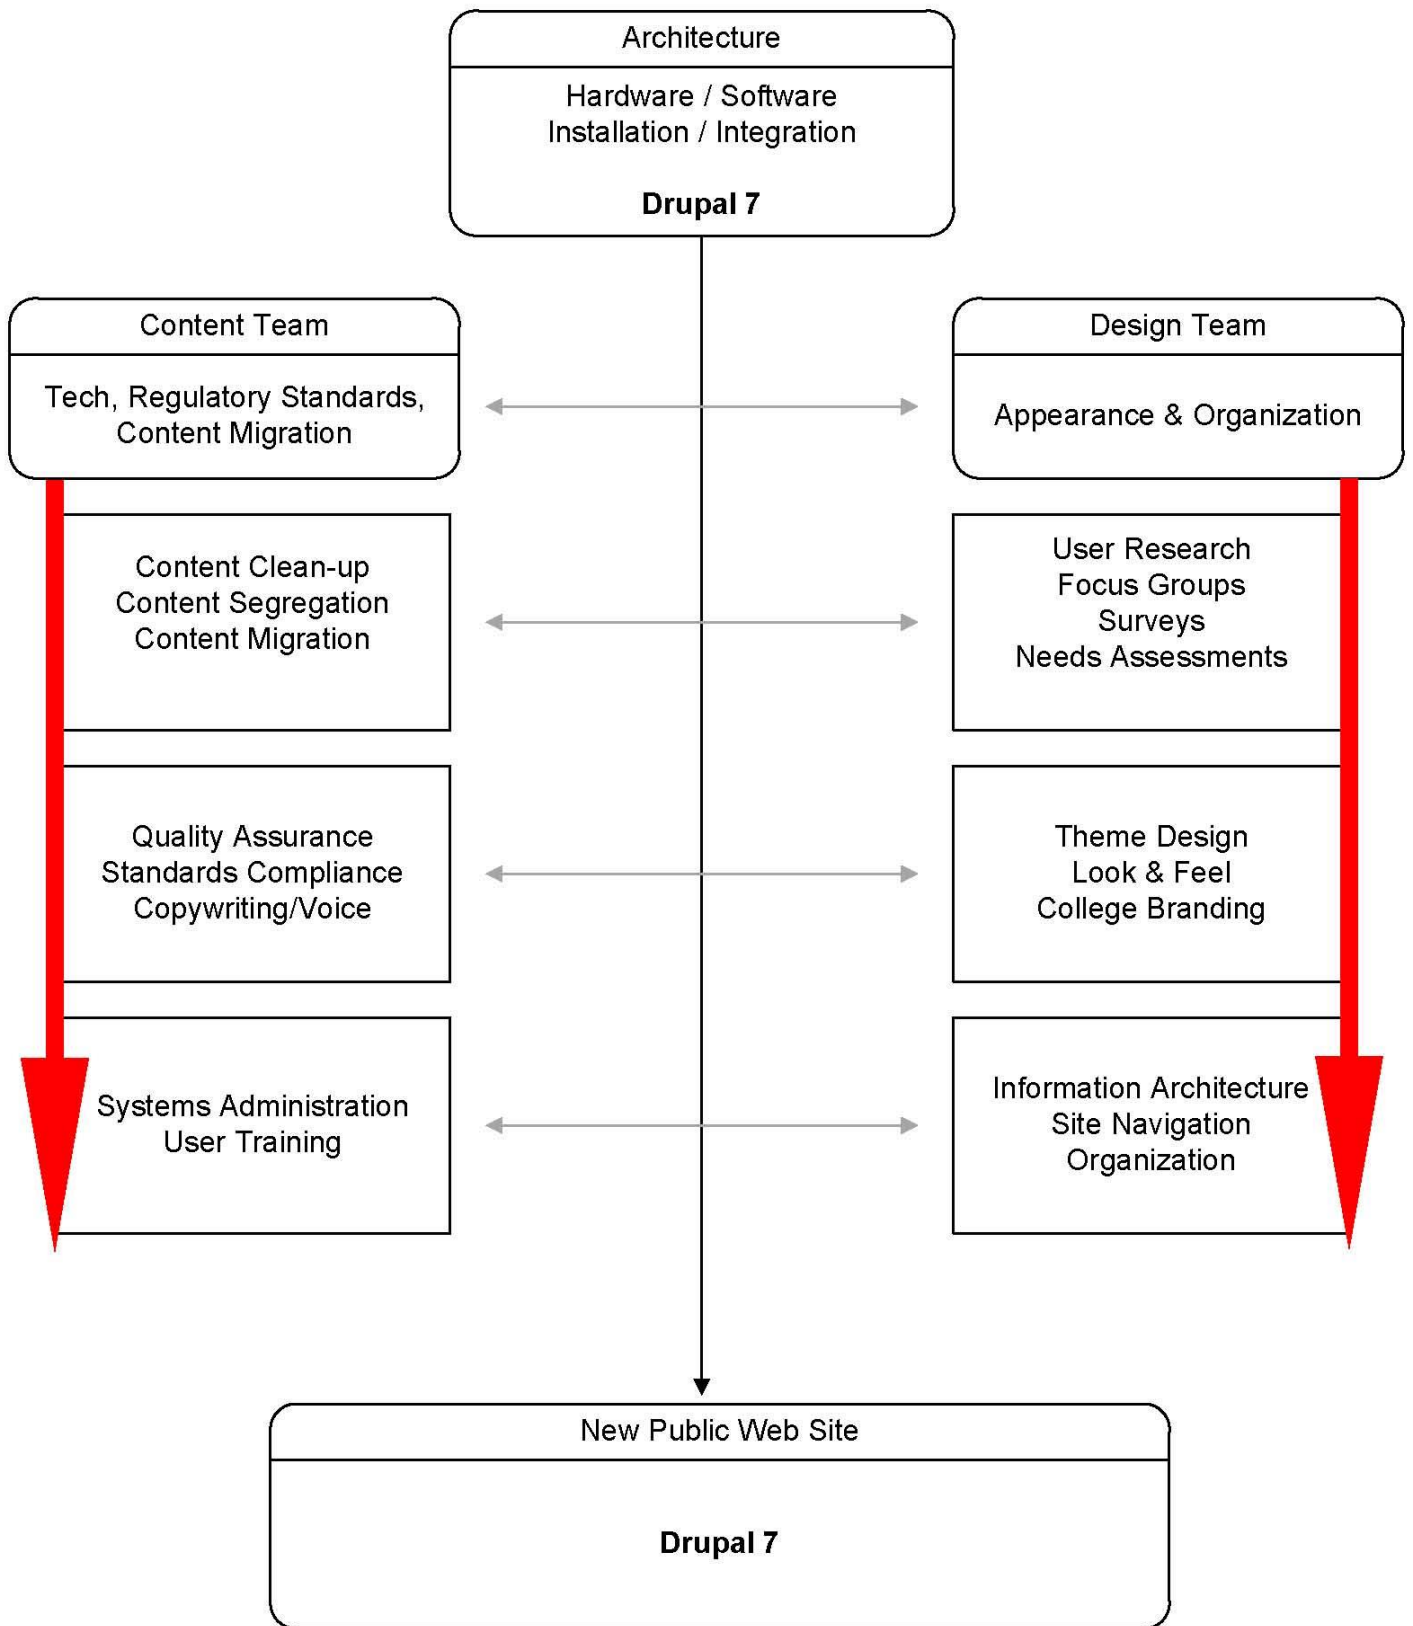 Architecture
Hardware / Software
Installation / Integration
Drupal 7
Content Team
Tech, Regulatory Standards,
Content Migration
Design Team
Appearance & Organization
Content Clean-up
Content Segregation
Content Migration
User Research
Focus Groups
Surveys
Needs Assessments
Quality Assurance
Standards Compliance
Copywriting/Voice
Theme Design
Look & Feel
College Branding
Systems Administration
User Training
Information Architecture
Site Navigation
Organization
New Public Web Site
Drupal 7